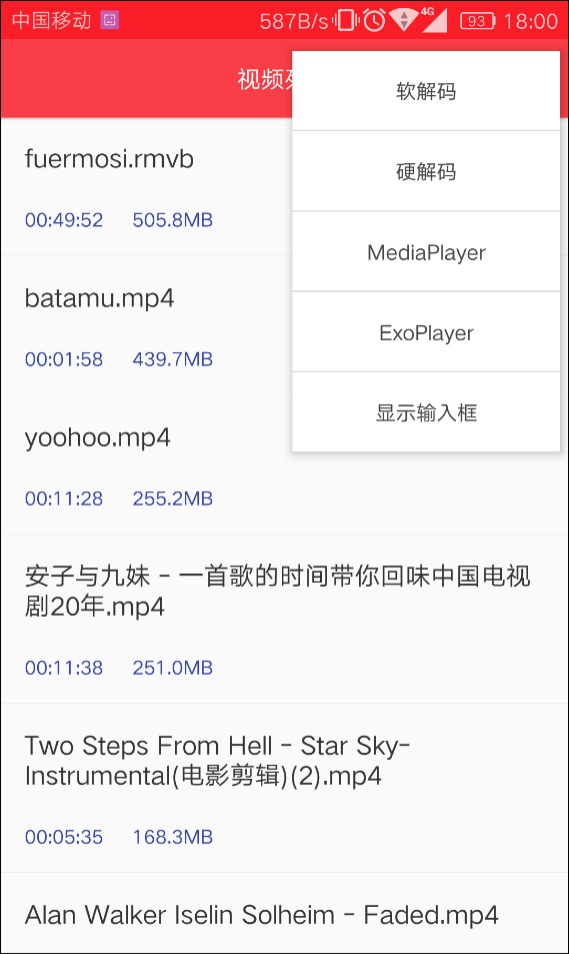 中国移动 587B/s 4G 93 18:00
视频列
软解码
硬解码
MediaPlayer
ExoPlayer
显示输入框
fuermosi.rmvb
00:49:52 505.8MB
batamu.mp4
00:01:58 439.7MB
yoohoo.mp4
00:11:28 255.2MB
安子与九妹 - 一首歌的时间带你回味中国电视
剧20年.mp4
00:11:38 251.0MB
Two Steps From Hell - Star Sky-
Instrumental(电影剪辑)(2).mp4
00:05:35 168.3MB
Alan Walker Iselin Solheim - Faded.mp4